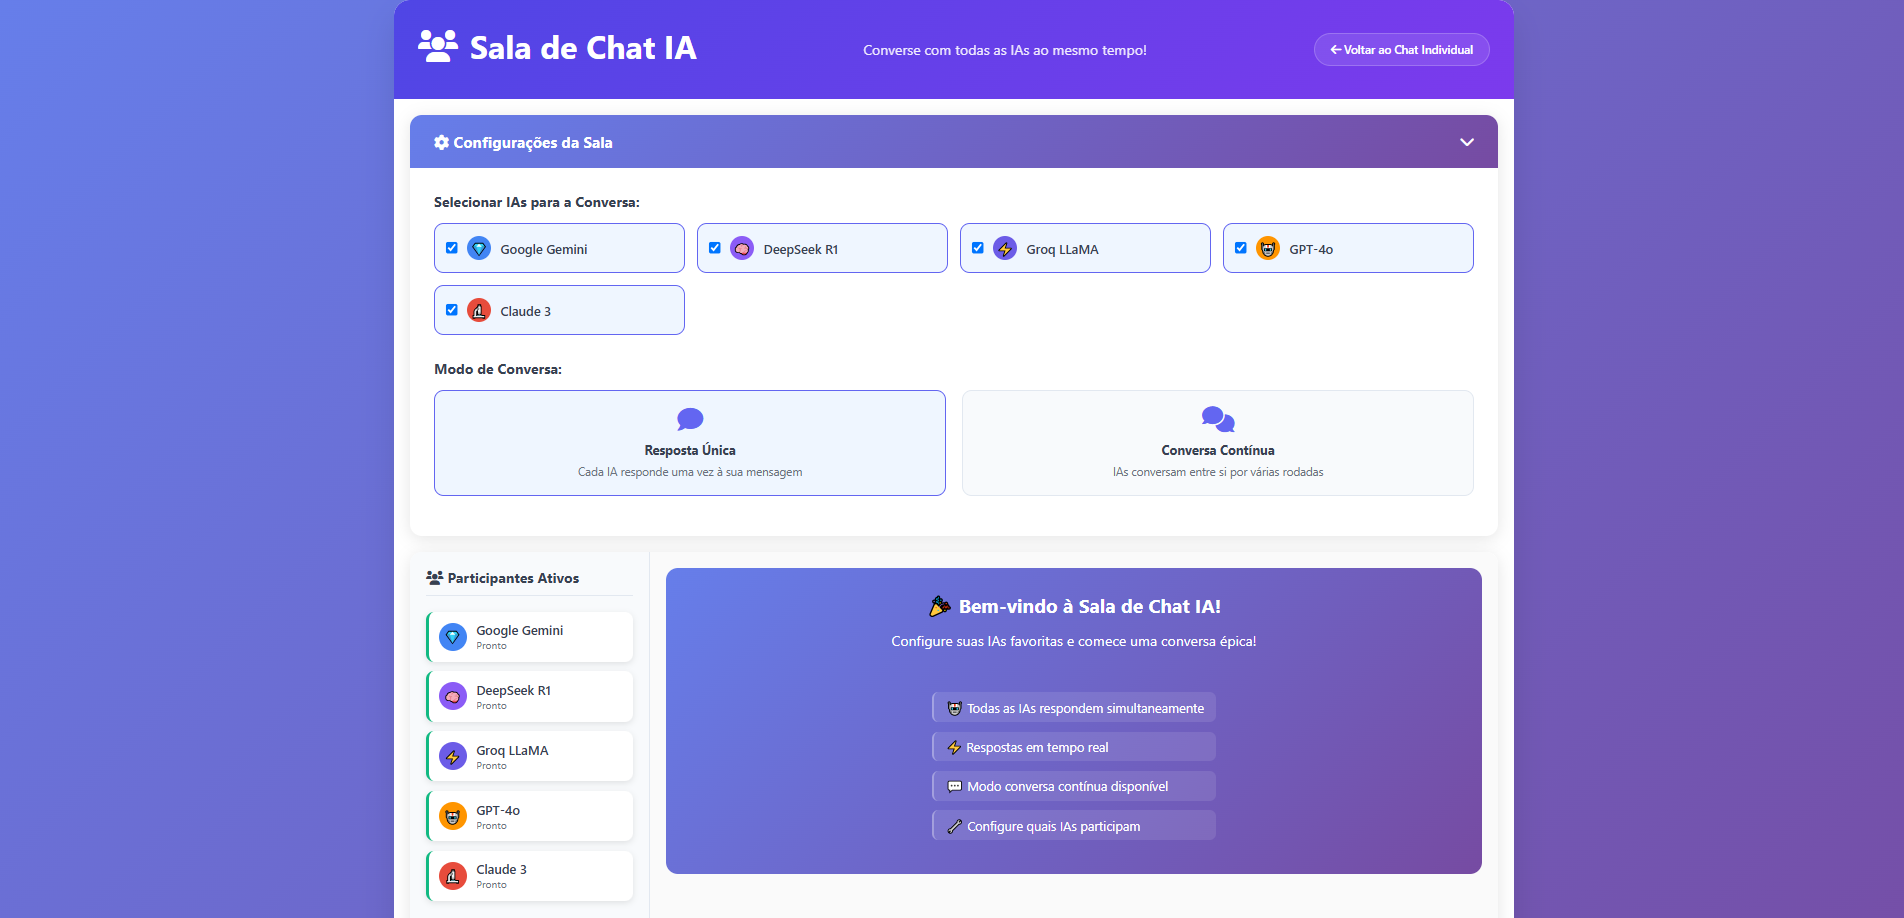 Sala de Chat IA
Converse com todas as IAs ao mesmo tempo!
Voltar ao Chat Individual
Configurações da Sala
Selecionar IAs para a Conversa:
Google Gemini
DeepSeek R1
Groq LLaMA
GPT-4o
Claude 3
Modo de Conversa:
Resposta Única
Cada IA responde uma vez à sua mensagem
Conversa Contínua
IAs conversam entre si por várias rodadas
Participantes Ativos
Google Gemini
Pronto
DeepSeek R1
Pronto
Groq LLaMA
Pronto
GPT-4o
Pronto
Claude 3
Pronto
Bem-vindo à Sala de Chat IA!
Configure suas IAs favoritas e comece uma conversa épica!
Todas as IAs respondem simultaneamente
Respostas em tempo real
Modo conversa contínua disponível
Configure quais IAs participam